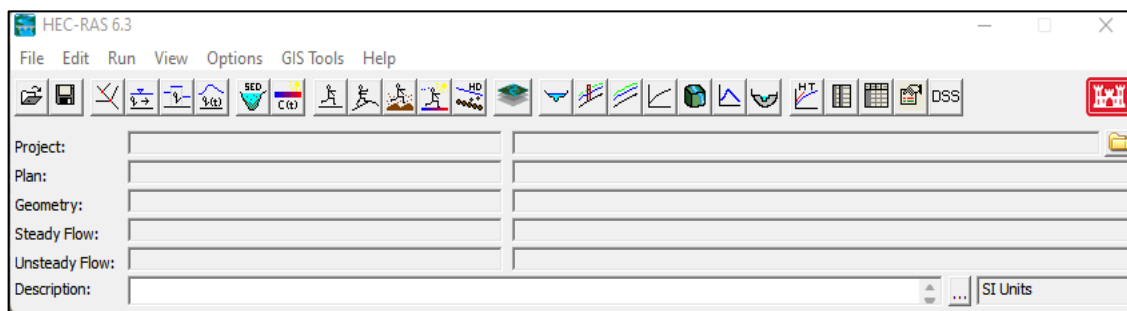 HEC-RAS 6.3
File Edit Run View Options GIS Tools Help
SED C(t) HD HT DSS
Project:
Plan:
Geometry:
Steady Flow:
Unsteady Flow:
Description: ... SI Units